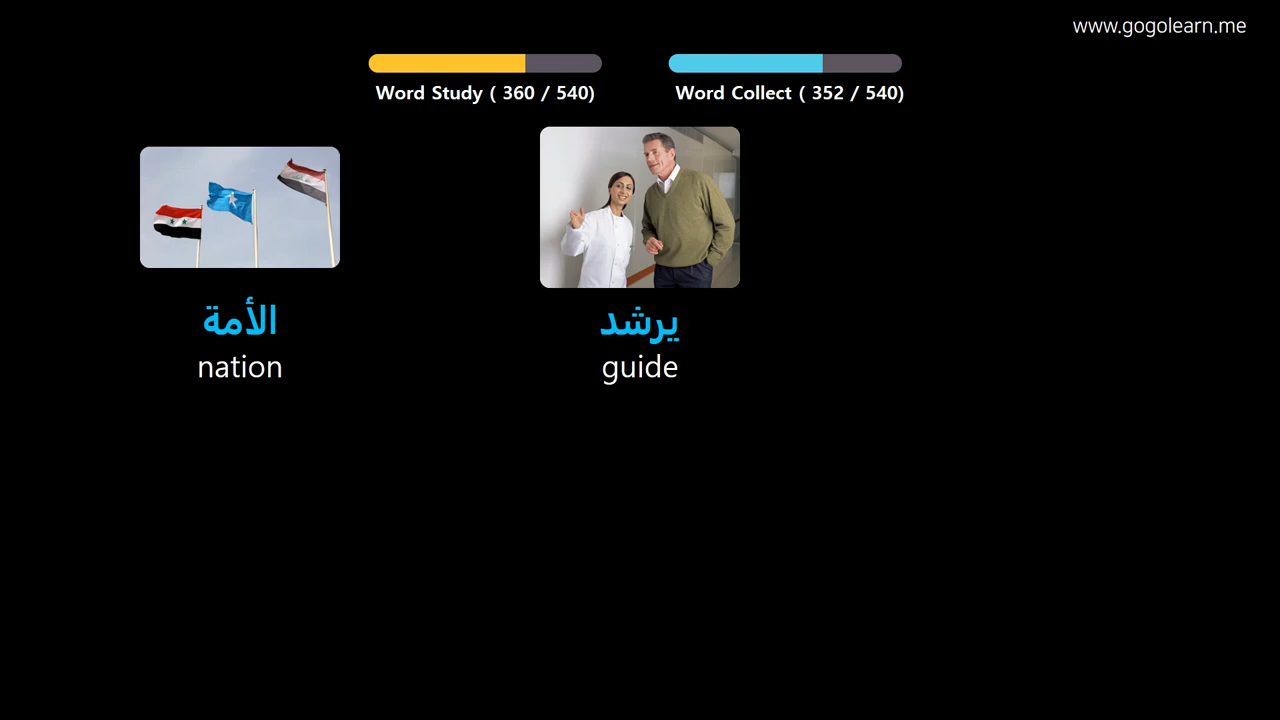 www.gogolearn.me
Word Study ( 360 / 540)
Word Collect ( 352 / 540)
الأمة
nation
يرشد
guide